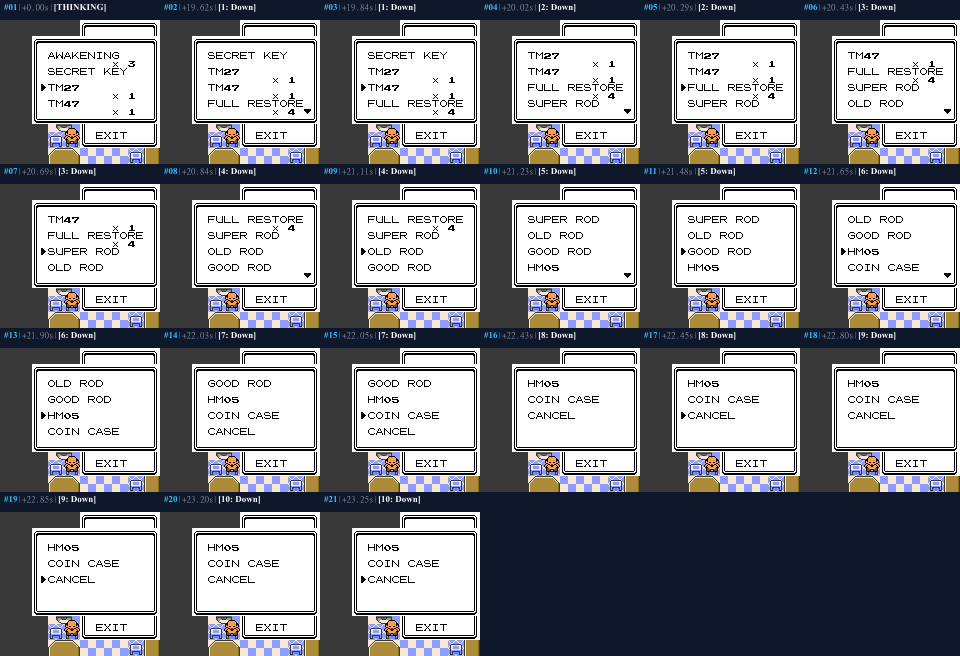 #01|+0.00s|[THINKING]
AWAKENING
× 3
SECRET KEY
▶TM27
× 1
TM47
× 1
EXIT
#02|+19.62s|[1: Down]
SECRET KEY
TM27
× 1
TM47
× 1
FULL RESTORE
× 4
EXIT
#03|+19.84s|[1: Down]
SECRET KEY
TM27
× 1
▶TM47
× 1
FULL RESTORE
× 4
EXIT
#04|+20.02s|[2: Down]
TM27
× 1
TM47
× 1
FULL RESTORE
× 4
SUPER ROD
EXIT
#05|+20.29s|[2: Down]
TM27
× 1
TM47
× 1
▶FULL RESTORE
× 4
SUPER ROD
EXIT
#06|+20.43s|[3: Down]
TM47
× 1
FULL RESTORE
× 4
SUPER ROD
OLD ROD
EXIT
#07|+20.69s|[3: Down]
TM47
× 1
FULL RESTORE
× 4
▶SUPER ROD
OLD ROD
EXIT
#08|+20.84s|[4: Down]
FULL RESTORE
× 4
SUPER ROD
OLD ROD
GOOD ROD
EXIT
#09|+21.11s|[4: Down]
FULL RESTORE
× 4
SUPER ROD
▶OLD ROD
GOOD ROD
EXIT
#10|+21.23s|[5: Down]
SUPER ROD
OLD ROD
GOOD ROD
HM05
EXIT
#11|+21.48s|[5: Down]
SUPER ROD
OLD ROD
▶GOOD ROD
HM05
EXIT
#12|+21.65s|[6: Down]
OLD ROD
GOOD ROD
▶HM05
COIN CASE
EXIT
#13|+21.90s|[6: Down]
OLD ROD
GOOD ROD
▶HM05
COIN CASE
EXIT
#14|+22.03s|[7: Down]
GOOD ROD
HM05
COIN CASE
CANCEL
EXIT
#15|+22.05s|[7: Down]
GOOD ROD
HM05
▶COIN CASE
CANCEL
EXIT
#16|+22.43s|[8: Down]
HM05
COIN CASE
CANCEL
EXIT
#17|+22.45s|[8: Down]
HM05
COIN CASE
▶CANCEL
EXIT
#18|+22.80s|[9: Down]
HM05
COIN CASE
CANCEL
EXIT
#19|+22.85s|[9: Down]
HM05
COIN CASE
▶CANCEL
EXIT
#20|+23.20s|[10: Down]
HM05
COIN CASE
CANCEL
EXIT
#21|+23.25s|[10: Down]
HM05
COIN CASE
▶CANCEL
EXIT